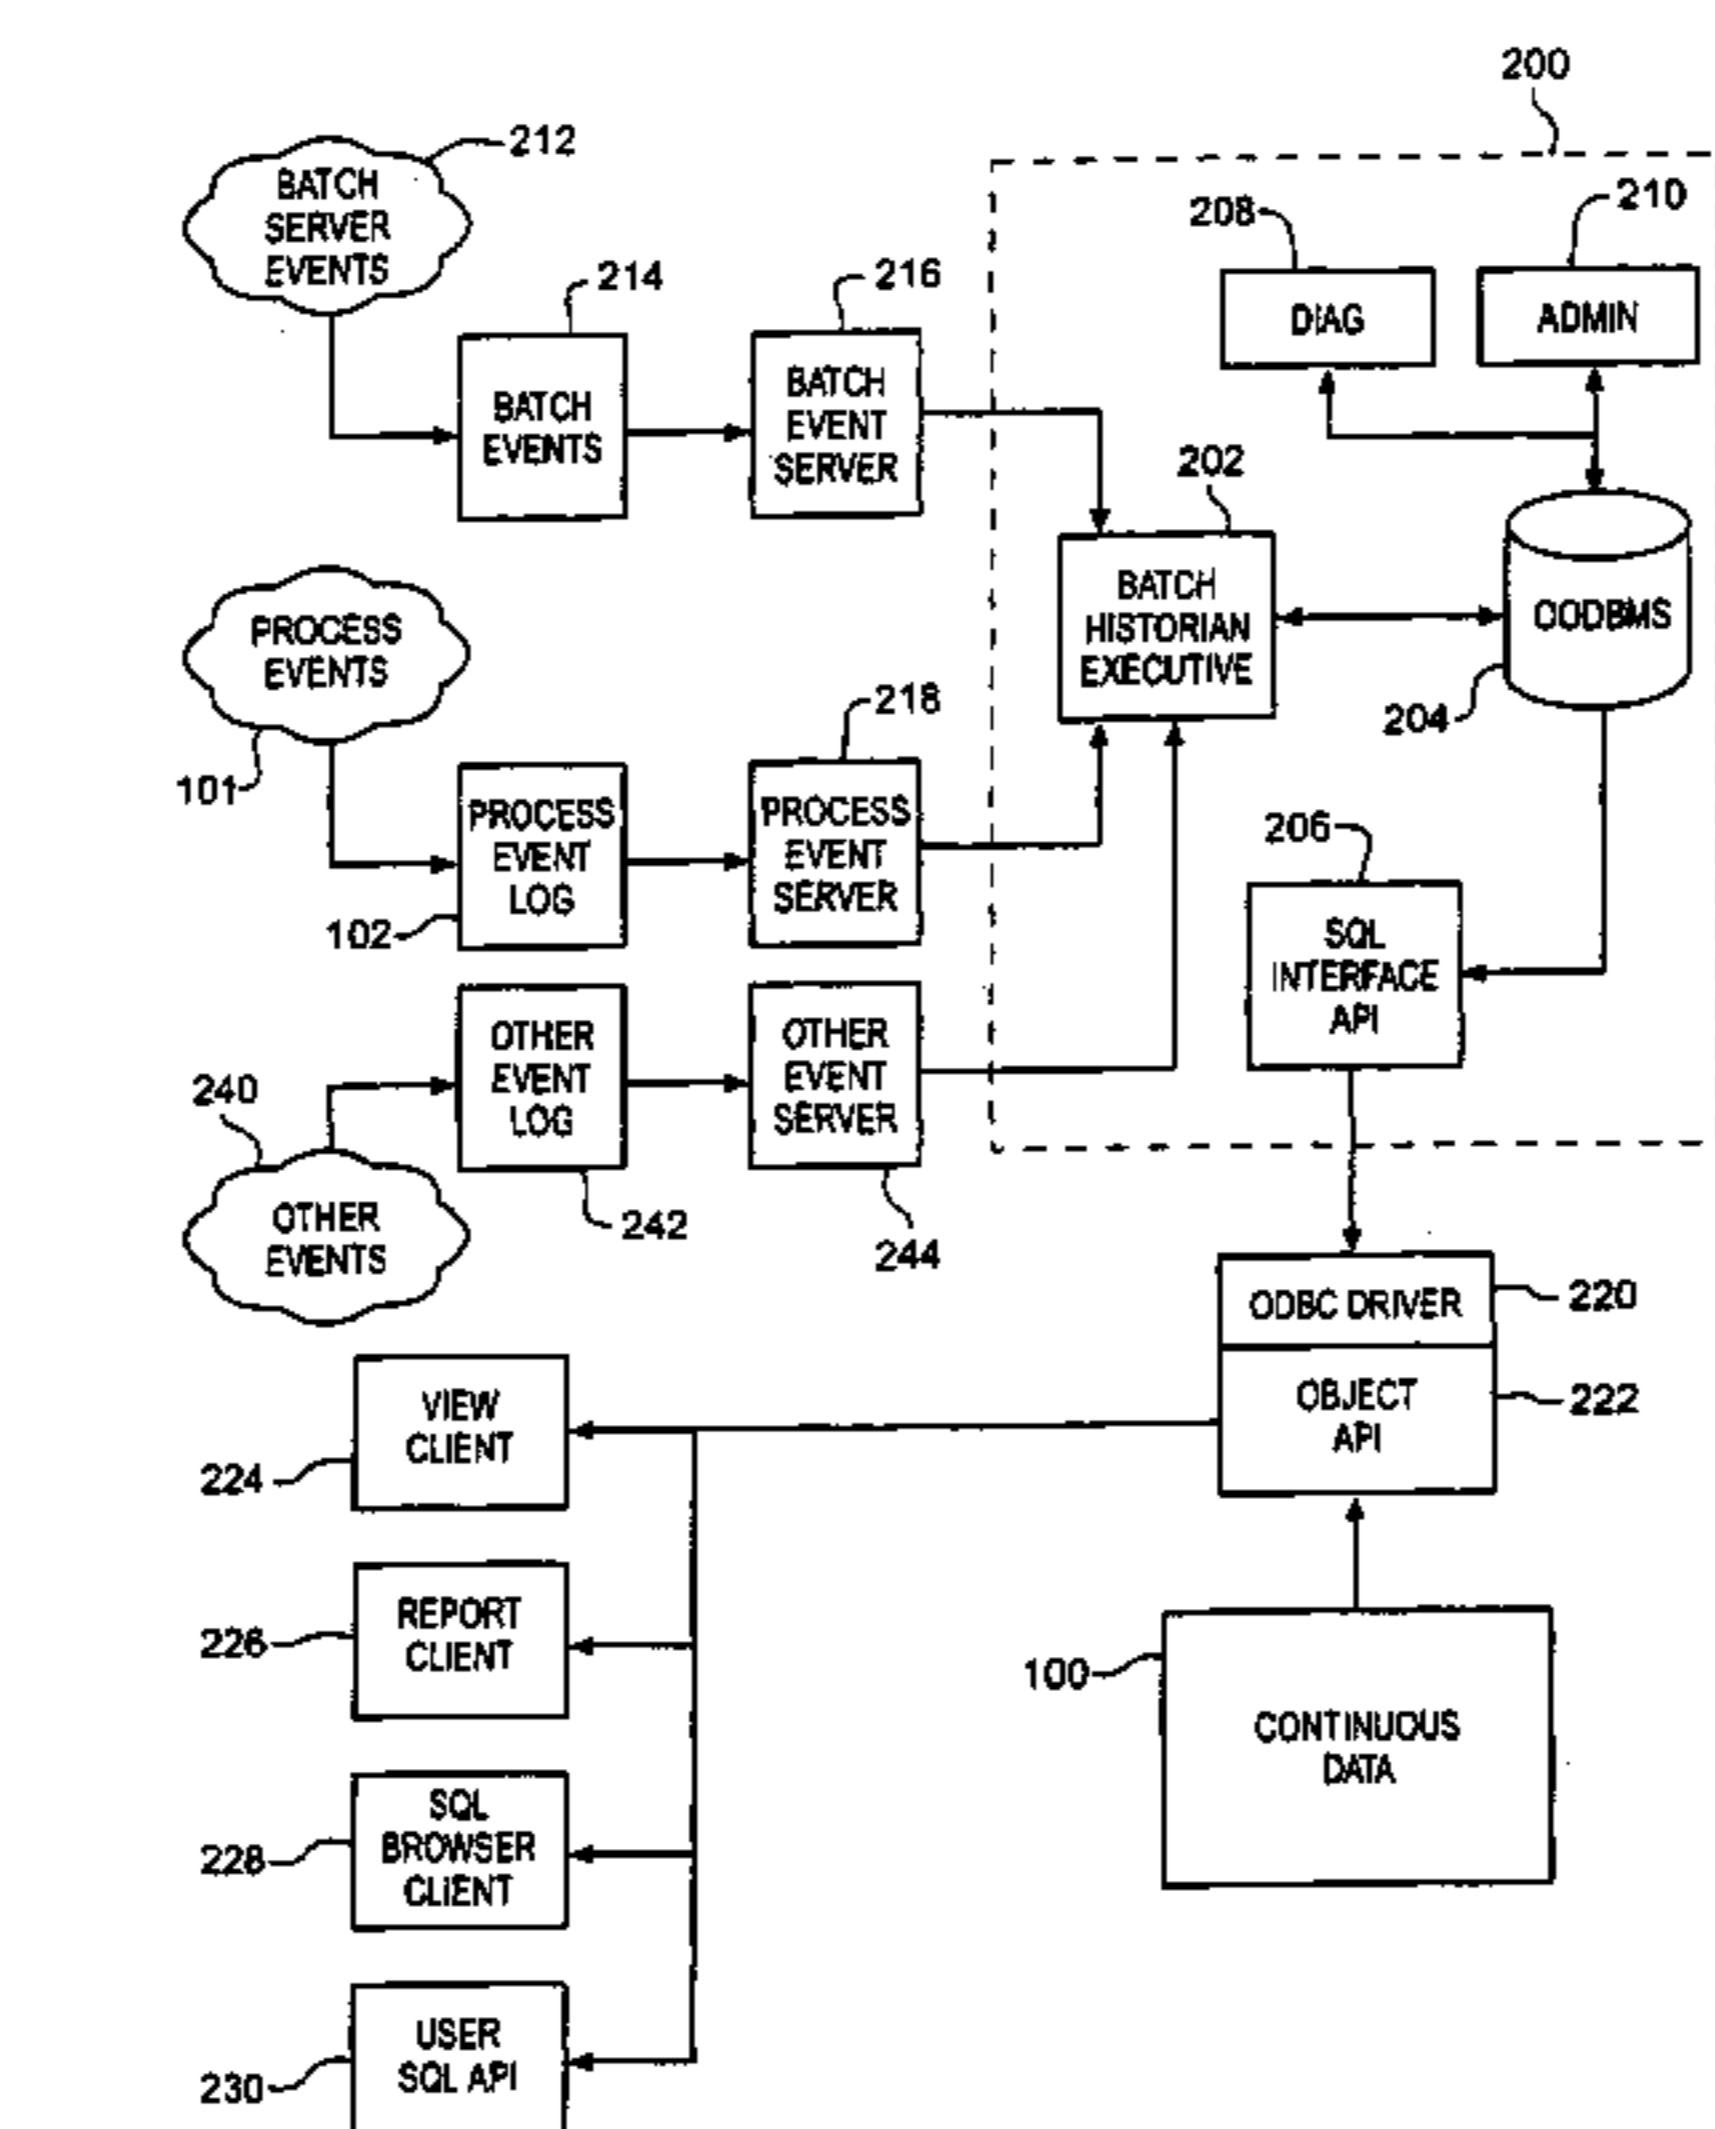 200
212
BATCH
SERVER
EVENTS
208
210
214
216
DIAG
ADMIN
BATCH
EVENTS
BATCH
EVENT
SERVER
202
BATCH
HISTORIAN
EXECUTIVE
OODBMS
204
PROCESS
EVENTS
101
218
PROCESS
EVENT
LOG
102
PROCESS
EVENT
SERVER
206
SQL
INTERFACE
API
OTHER
EVENT
LOG
242
OTHER
EVENT
SERVER
244
240
OTHER
EVENTS
ODBC DRIVER
220
OBJECT
API
222
VIEW
CLIENT
224
REPORT
CLIENT
226
100
CONTINUOUS
DATA
SQL
BROWSER
CLIENT
228
USER
SQL API
230